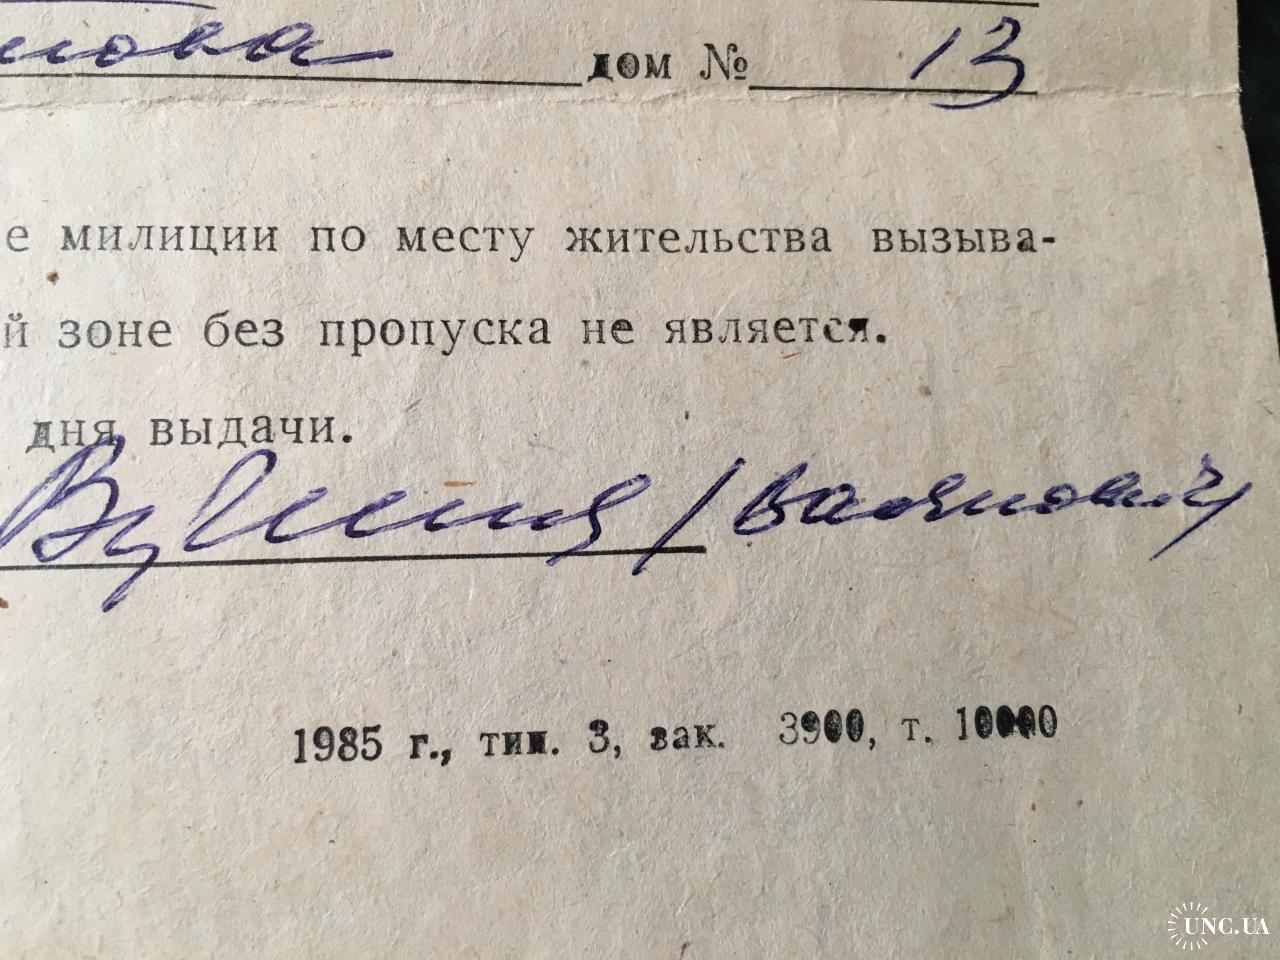 дом № 13
е милиции по месту жительства вызыва-
й зоне без пропуска не является.
дня выдачи.
1985 г., тип. 3, зак. 3900, т. 10000
UNC.UA